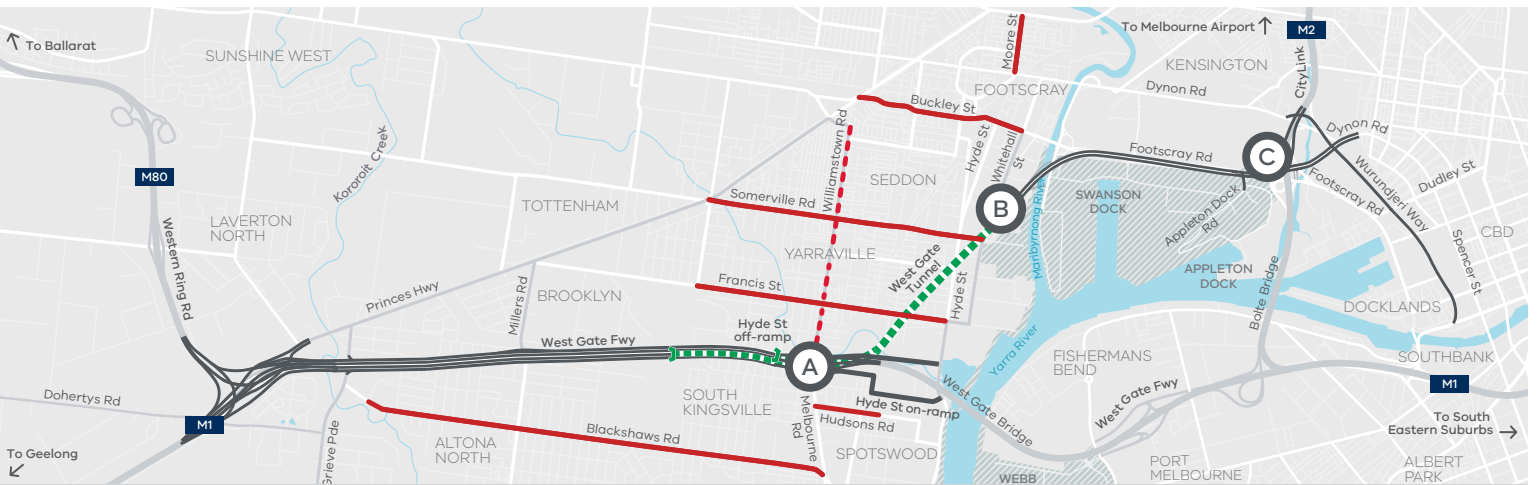 To Ballarat
SUNSHINE WEST
Moore St
To Melbourne Airport
M2
KENSINGTON
CityLink
FOOTSCRAY
Dynon Rd
Buckley St
Dynon Rd
Kororoit Creek
Williamstown Rd
Hyde St
Whitehall
St
Footscray Rd
C
M80
SEDDON
B
SWANSON
DOCK
Appleton Dock
Rd
Footscray Rd
Wurundjeri Way
Dudley St
Somerville Rd
TOTTENHAM
LAVERTON
NORTH
Western Ring Rd
YARRAVILLE
West Gate
Tunnel
Maribyrnong River
CBD
Spencer St
APPLETON
DOCK
Francis St
Hyde St
Bolte Bridge
DOCKLANDS
Princes Hwy
Millers Rd
BROOKLYN
Hyde St
off-ramp
West Gate Fwy
A
Yarra River
FISHERMANS
BEND
SOUTHBANK
M1
Dohertys Rd
M1
SOUTH
KINGSVILLE
Melbourne
Rd
Hyde St on-ramp
Hudsons Rd
West Gate Bridge
West Gate Fwy
To South
Eastern Suburbs
Grieve Pde
Blackshaws Rd
ALTONA
NORTH
SPOTSWOOD
To Geelong
PORT
MELBOURNE
ALBERT
PARK
WEBB